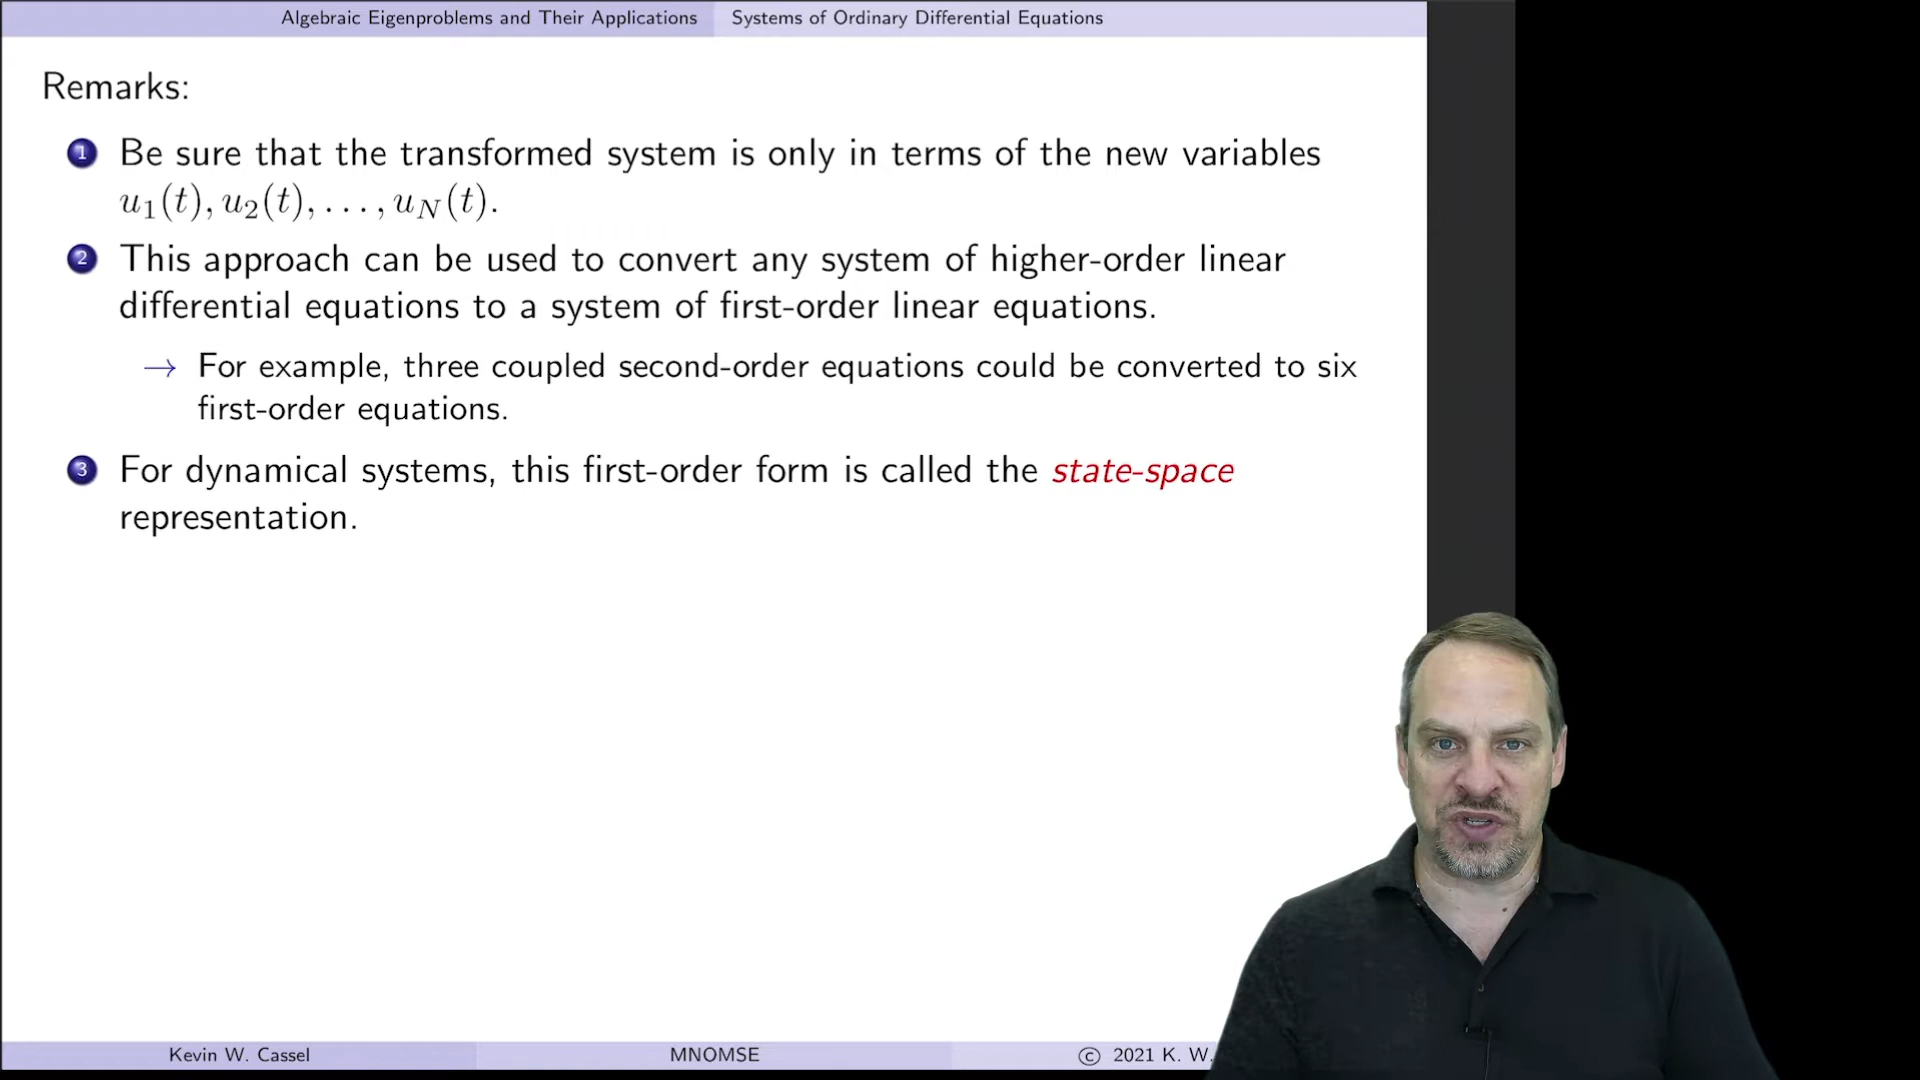 Algebraic Eigenproblems and Their Applications Systems of Ordinary Differential Equations
Remarks:
1 Be sure that the transformed system is only in terms of the new variables
u₁(t), u₂(t), . . . , u_N(t).
2 This approach can be used to convert any system of higher-order linear
differential equations to a system of first-order linear equations.
→ For example, three coupled second-order equations could be converted to six
first-order equations.
3 For dynamical systems, this first-order form is called the state-space
representation.
Kevin W. Cassel MNOMSE © 2021 K. W.